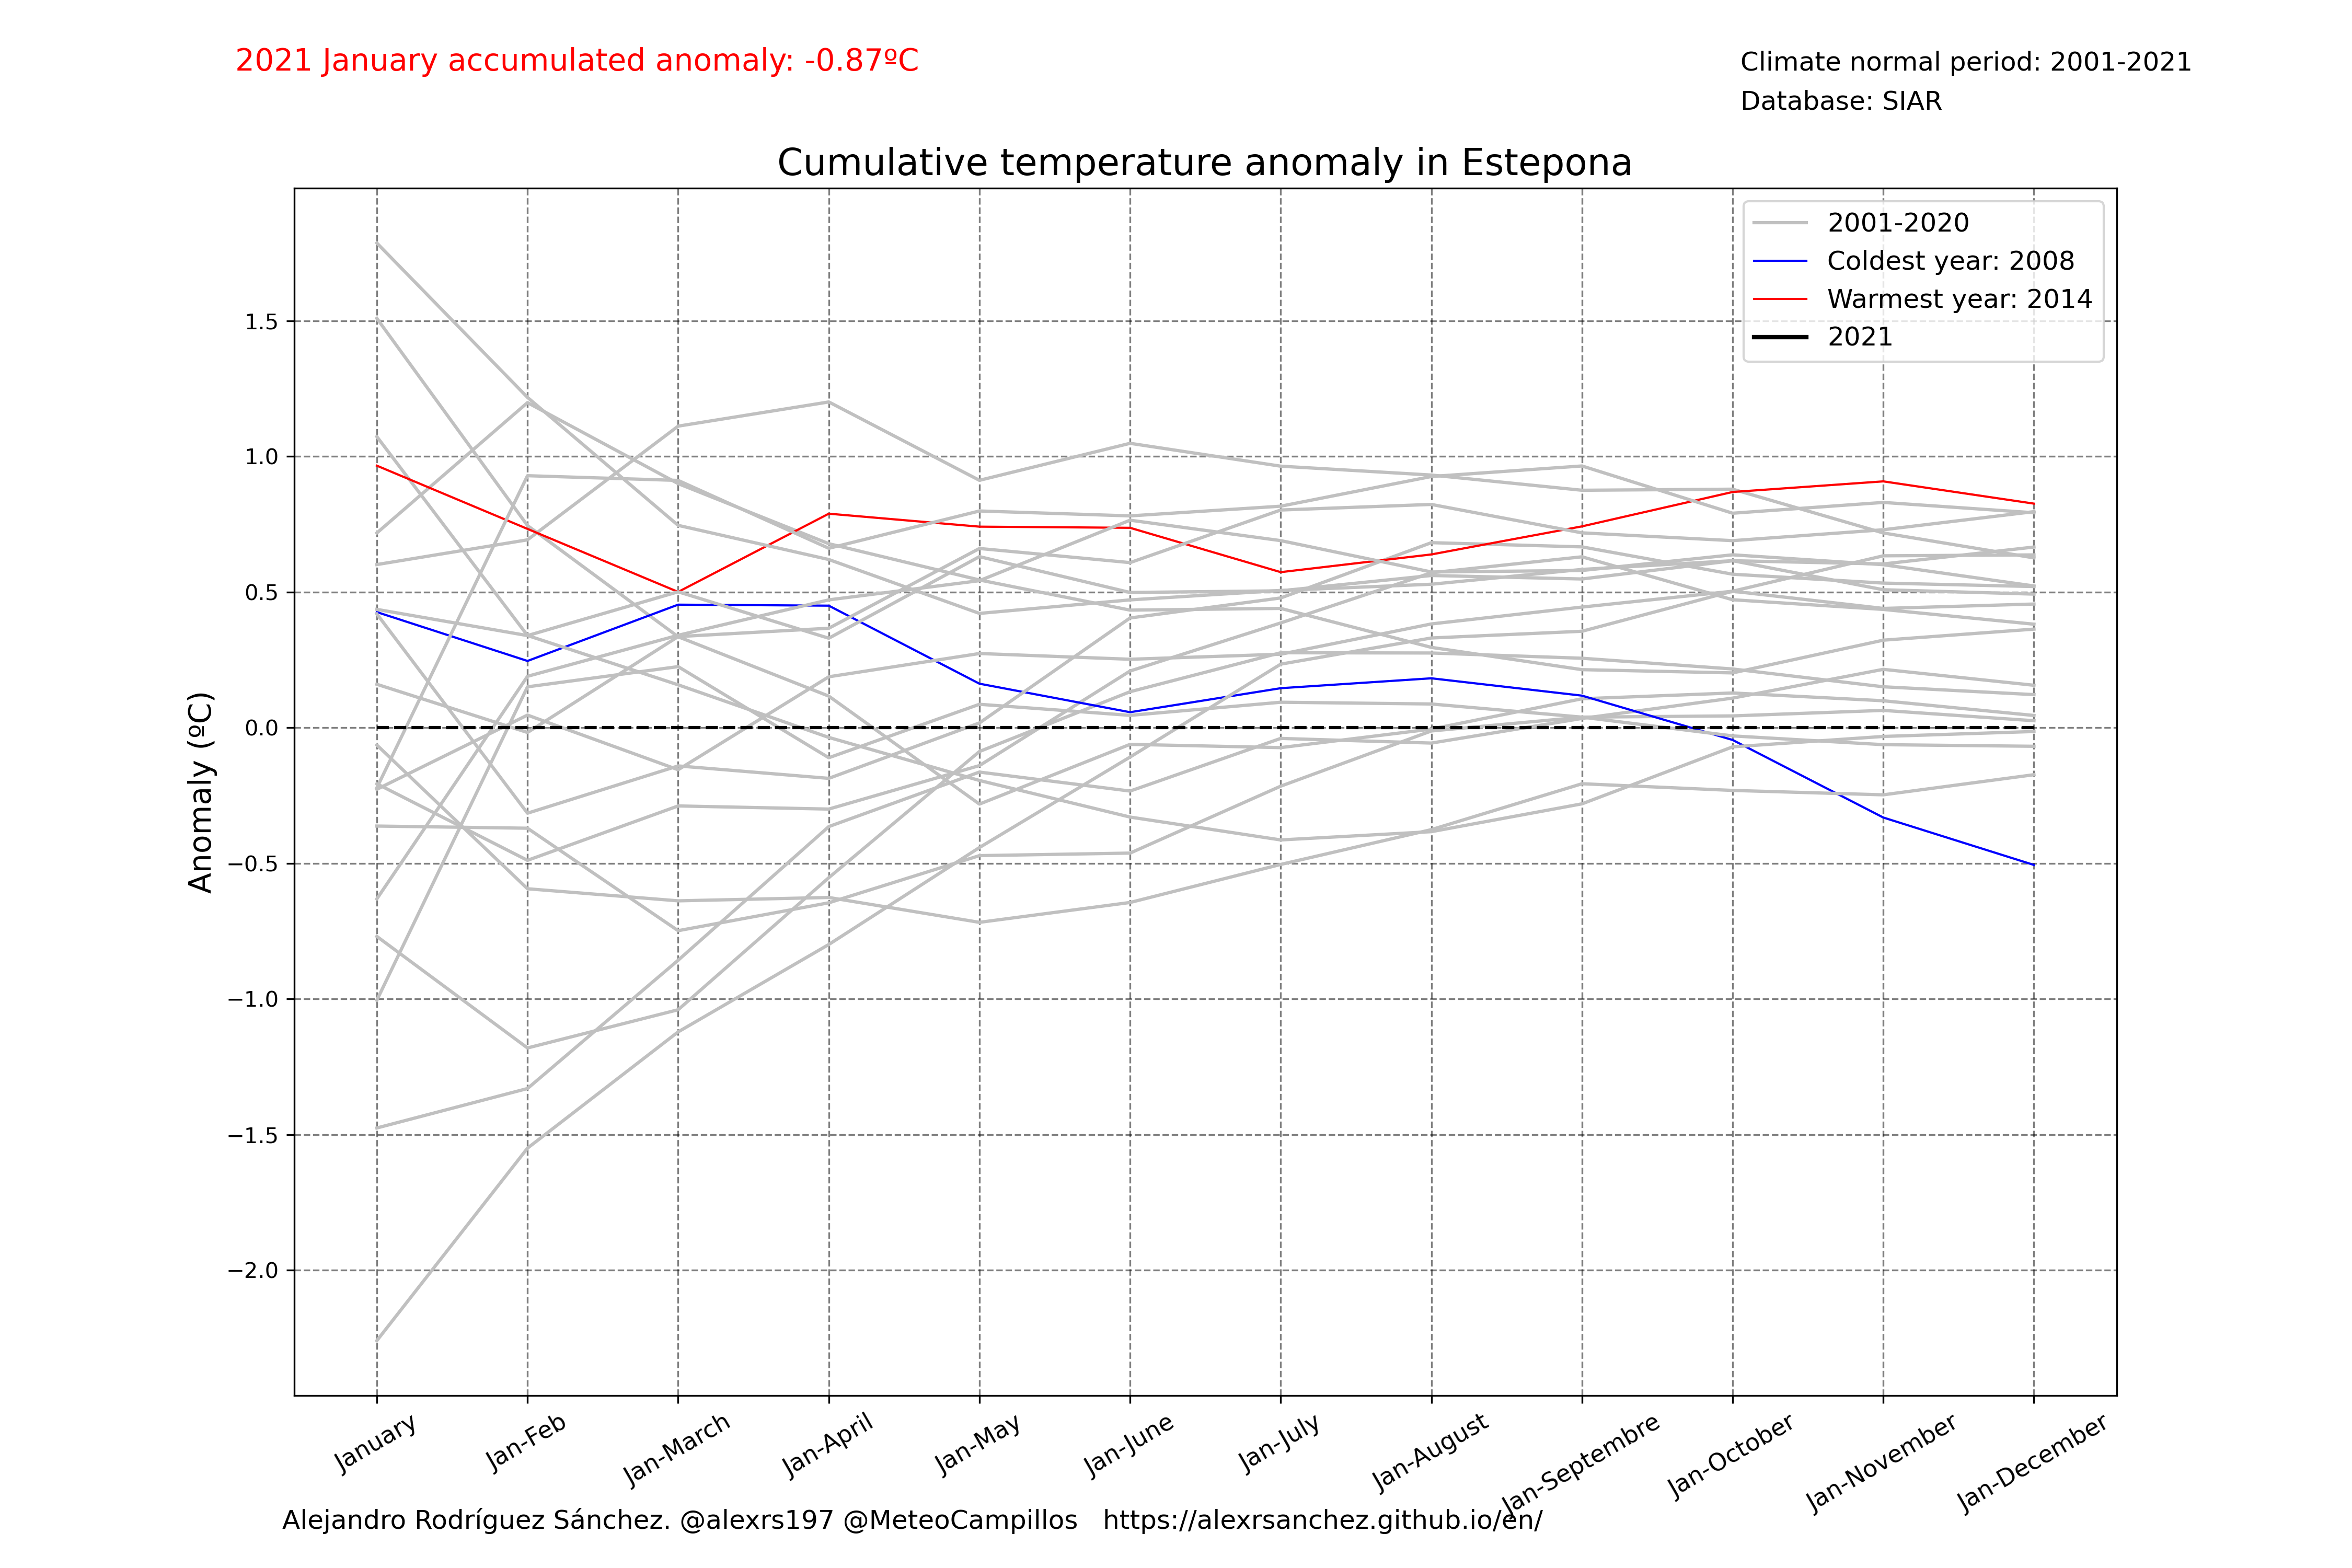 2021 January accumulated anomaly: -0.87ºC
Climate normal period: 2001-2021
Database: SIAR
Cumulative temperature anomaly in Estepona
2001-2020
Coldest year: 2008
Warmest year: 2014
2021
Anomaly (ºC)
1.5
1.0
0.5
0.0
−0.5
−1.0
−1.5
−2.0
January
Jan-Feb
Jan-March
Jan-April
Jan-May
Jan-June
Jan-July
Jan-August
Jan-Septembre
Jan-October
Jan-November
Jan-December
Alejandro Rodríguez Sánchez. @alexrs197 @MeteoCampillos https://alexrsanchez.github.io/en/